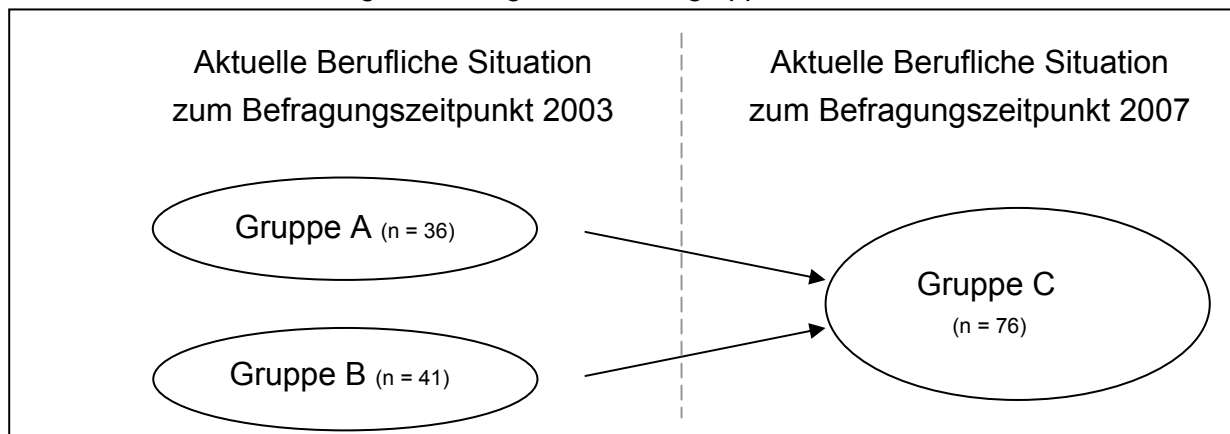 Aktuelle Berufliche Situation
zum Befragungszeitpunkt 2003
Aktuelle Berufliche Situation
zum Befragungszeitpunkt 2007
Gruppe A (n = 36)
Gruppe B (n = 41)
Gruppe C
(n = 76)